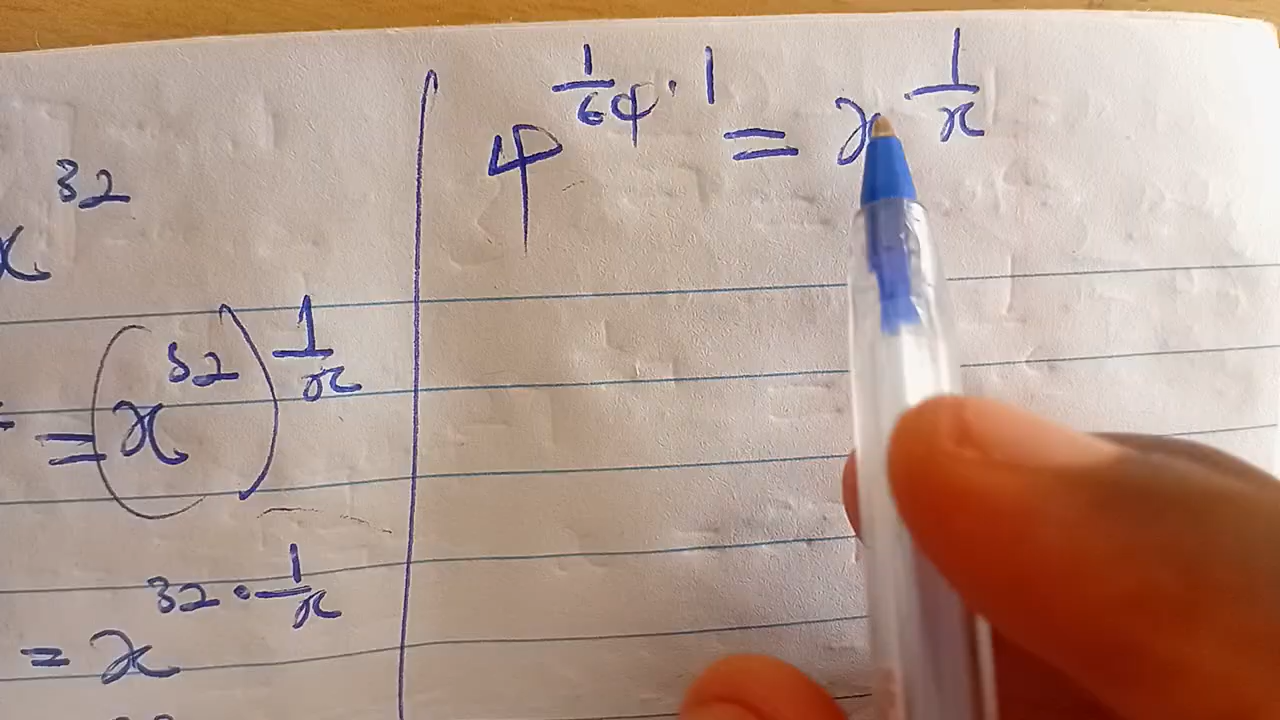 x^32
= (x^32)^(1/x)
= x^(32 · 1/x)
4^(1/64 · 1) = x^(1/x)